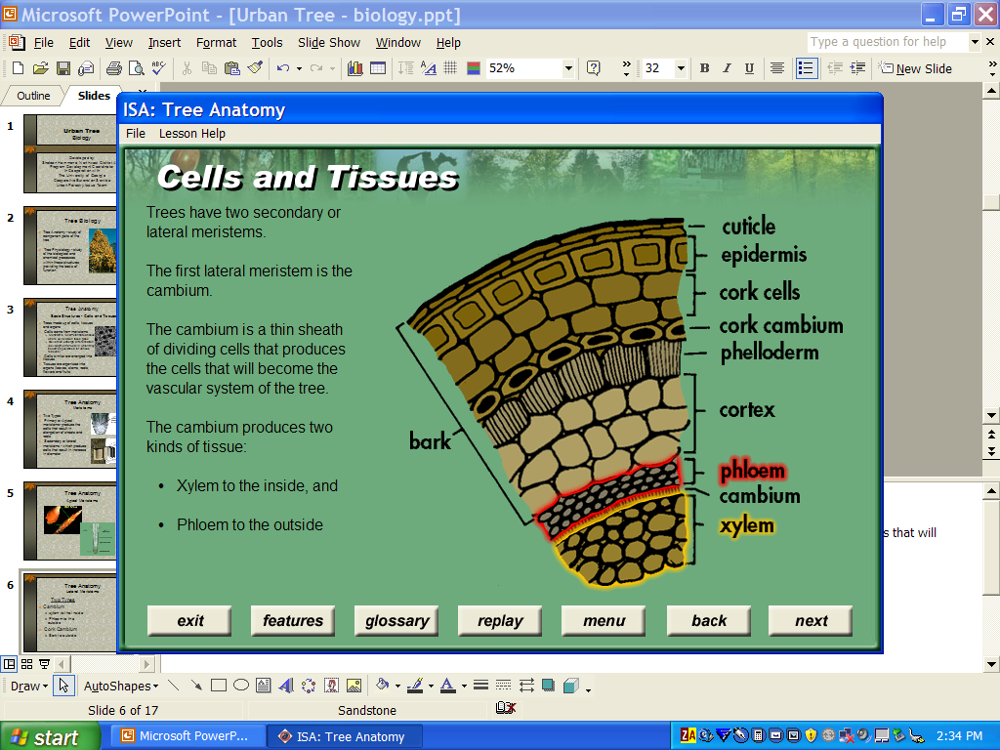 Microsoft PowerPoint - [Urban Tree - biology.ppt]
File Edit View Insert Format Tools Slide Show Window Help
Type a question for help
52%
32
B I U
New Slide
Outline Slides
1
Urban Tree
Biology
2
Tree Biology
3
Tree Anatomy
4
Tree Anatomy
5
Tree Anatomy
6
Tree Anatomy
Two Types
Cambium
Cork Cambium
ISA: Tree Anatomy
File Lesson Help
Cells and Tissues
Trees have two secondary or
lateral meristems.
The first lateral meristem is the
cambium.
The cambium is a thin sheath
of dividing cells that produces
the cells that will become the
vascular system of the tree.
The cambium produces two
kinds of tissue:
• Xylem to the inside, and
• Phloem to the outside
cuticle
epidermis
cork cells
cork cambium
phelloderm
cortex
bark
phloem
cambium
xylem
exit features glossary replay menu back next
s that will
Draw AutoShapes
Slide 6 of 17 Sandstone
start Microsoft PowerP... ISA: Tree Anatomy ZA 2:34 PM